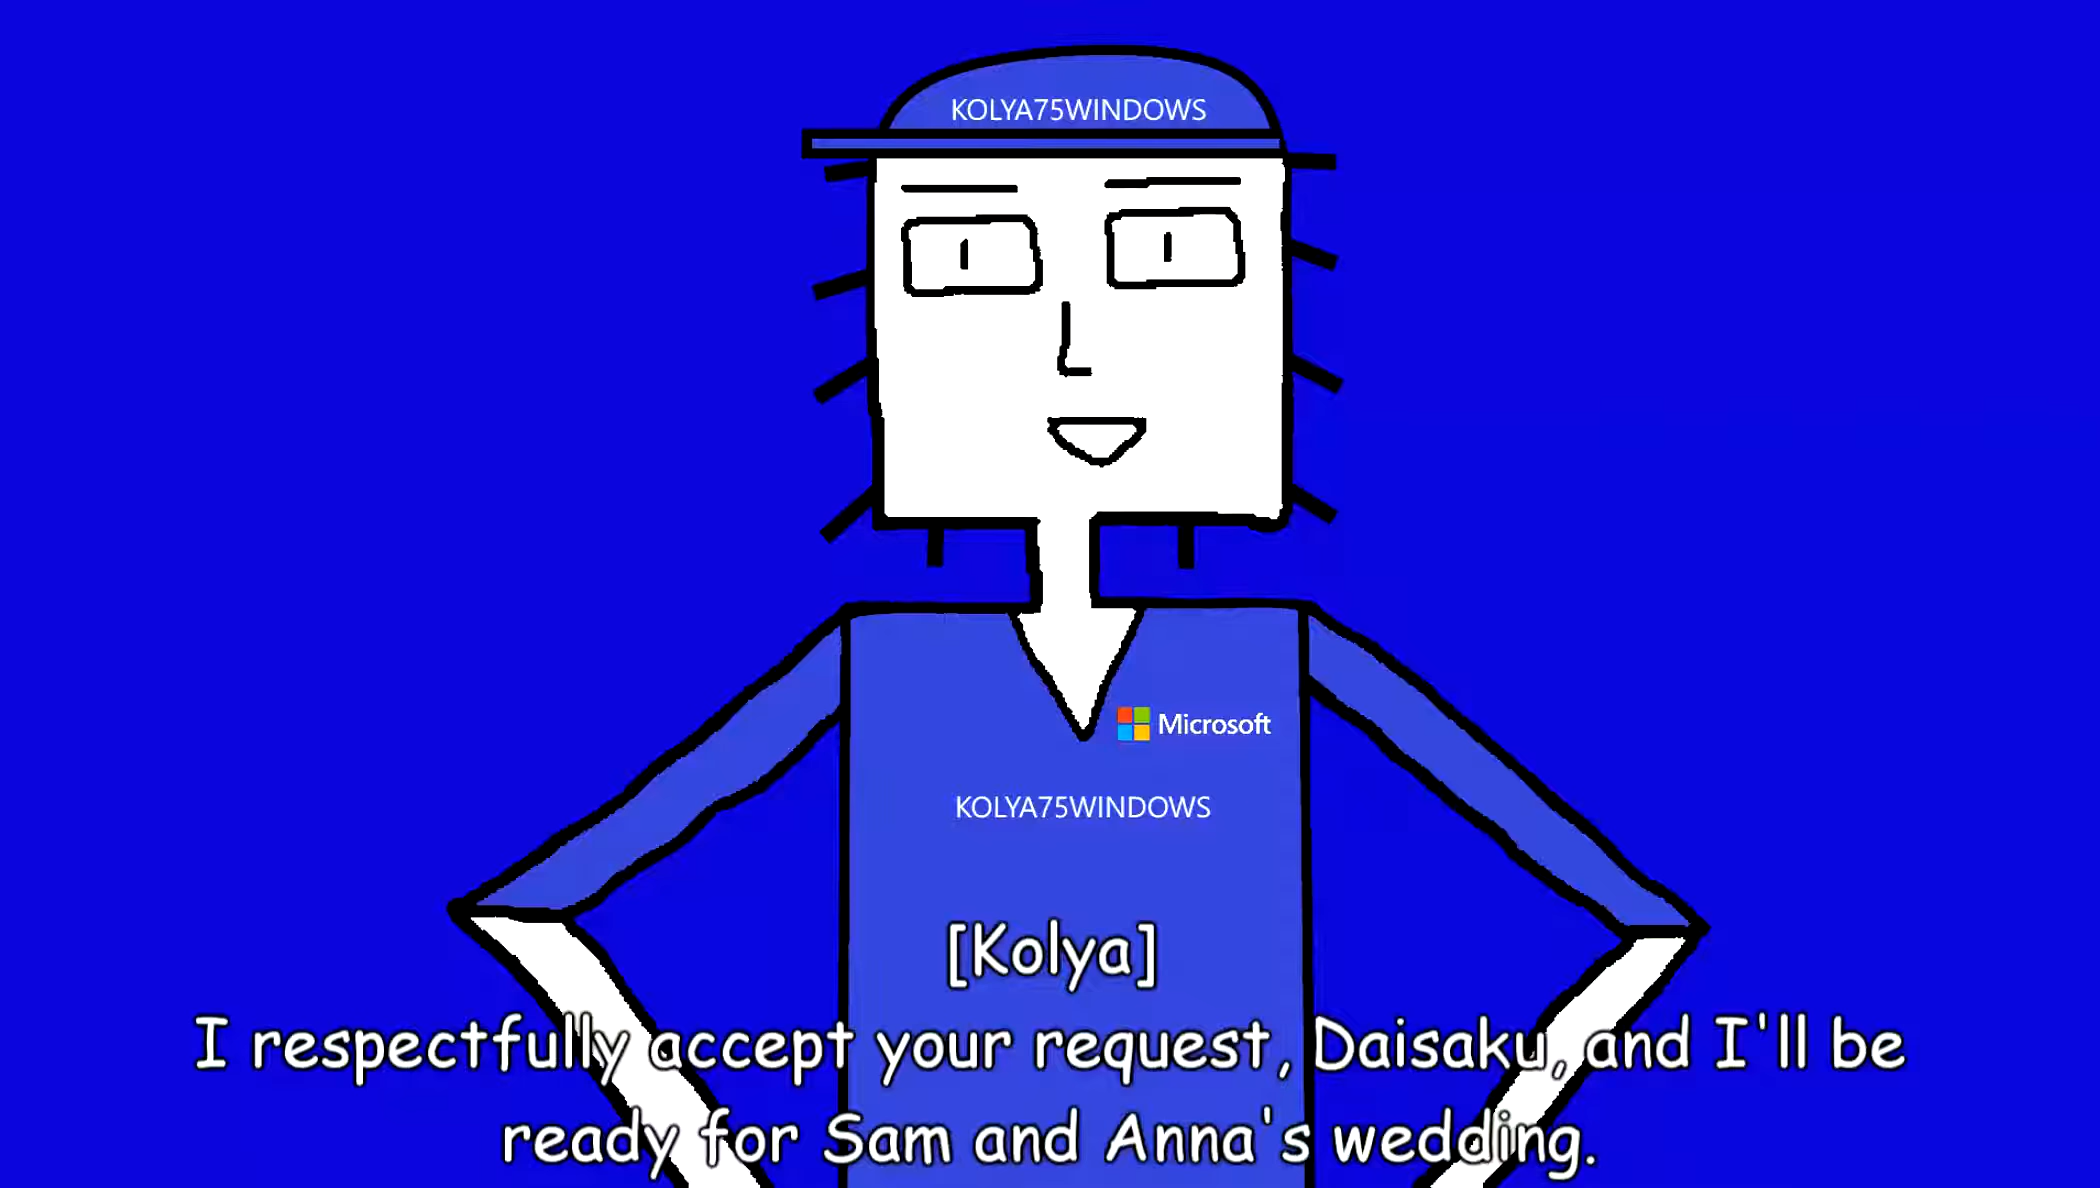 KOLYA75WINDOWS
Microsoft
KOLYA75WINDOWS
[Kolya]
I respectfully accept your request, Daisaku, and I'll be
ready for Sam and Anna's wedding.